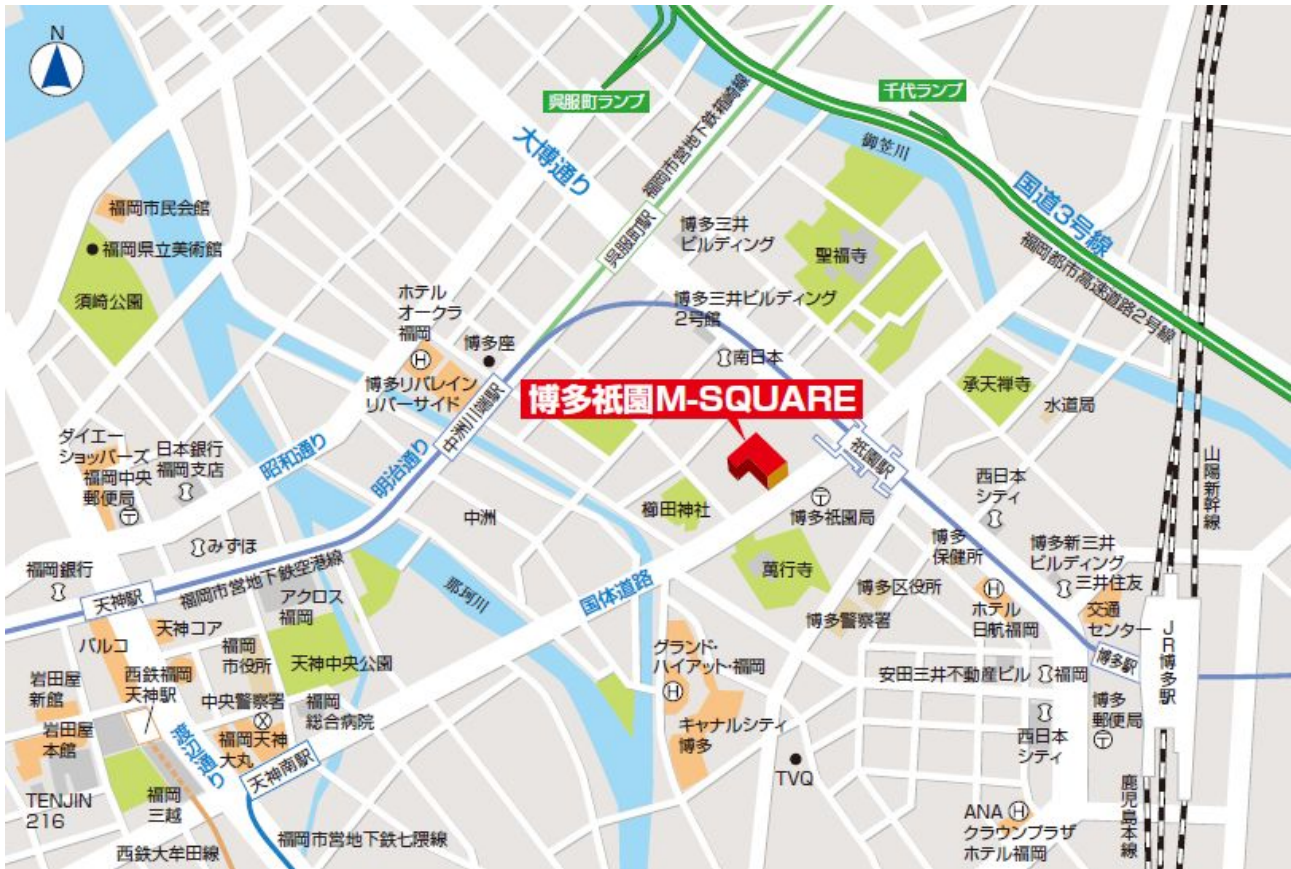 N
呉服町ランプ
千代ランプ
福岡市営地下鉄箱崎線
大博通り
御笠川
国道3号線
福岡都市高速道路2号線
福岡市民会館
福岡県立美術館
須崎公園
呉服町駅
博多三井
ビルディング
聖福寺
ホテル
オークラ
福岡
博多座
博多三井ビルディング
2号館
南日本
博多リバレイン
リバーサイド
中洲川端駅
博多祇園M-SQUARE
承天禅寺
水道局
山陽新幹線
ダイエー
ショッパーズ
福岡中央
郵便局
日本銀行
福岡支店
昭和通り
明治通り
祇園駅
西日本
シティ
櫛田神社
博多祇園局
中洲
みずほ
博多
保健所
博多新三井
ビルディング
三井住友
福岡銀行
天神駅
福岡市営地下鉄空港線
アクロス
福岡
那珂川
国体道路
萬行寺
博多区役所
博多警察署
ホテル
日航福岡
交通
センター
JR博多駅
パルコ
天神コア
福岡
市役所
天神中央公園
グランド・
ハイアット・福岡
博多駅
岩田屋
新館
西鉄福岡
天神駅
中央警察署
福岡
総合病院
安田三井不動産ビル
福岡
岩田屋
本館
渡辺通り
福岡天神
大丸
天神南駅
キャナルシティ
博多
西日本
シティ
博多
郵便局
TVQ
TENJIN
216
福岡
三越
ANA
クラウンプラザ
ホテル福岡
鹿児島本線
西鉄大牟田線
福岡市営地下鉄七隈線